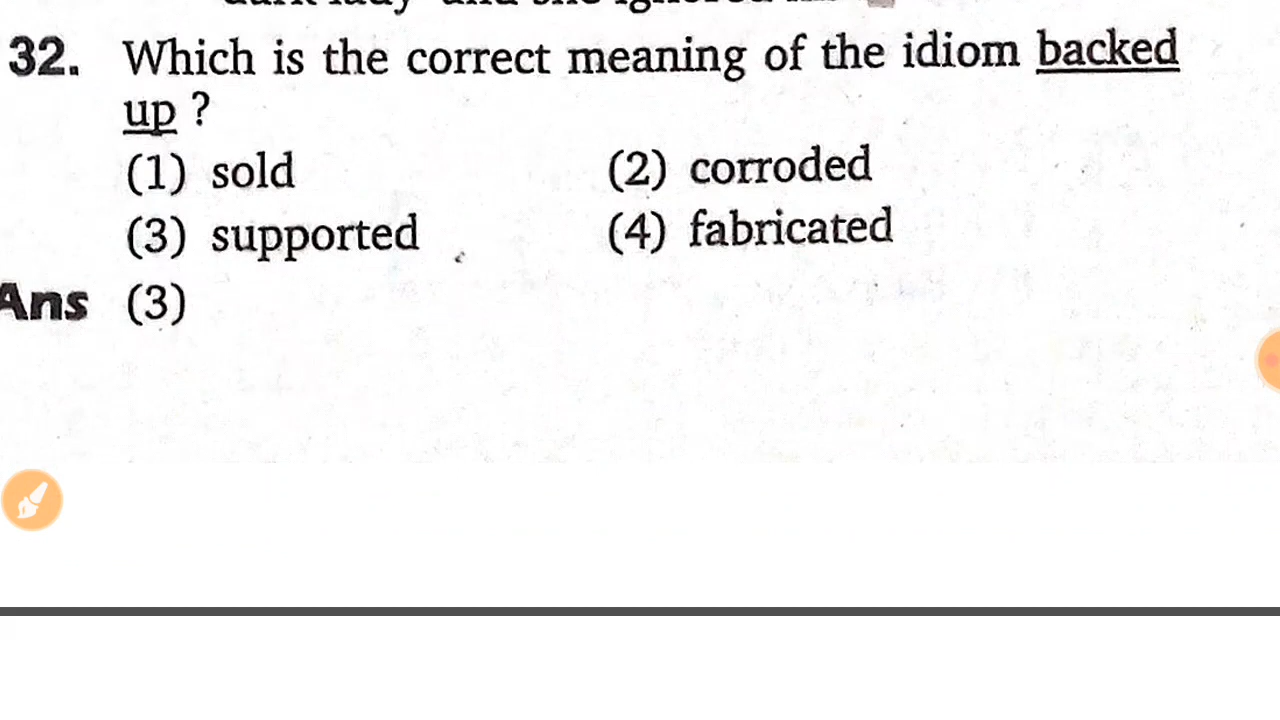 32. Which is the correct meaning of the idiom backed
up ?
(1) sold (2) corroded
(3) supported (4) fabricated
Ans (3)